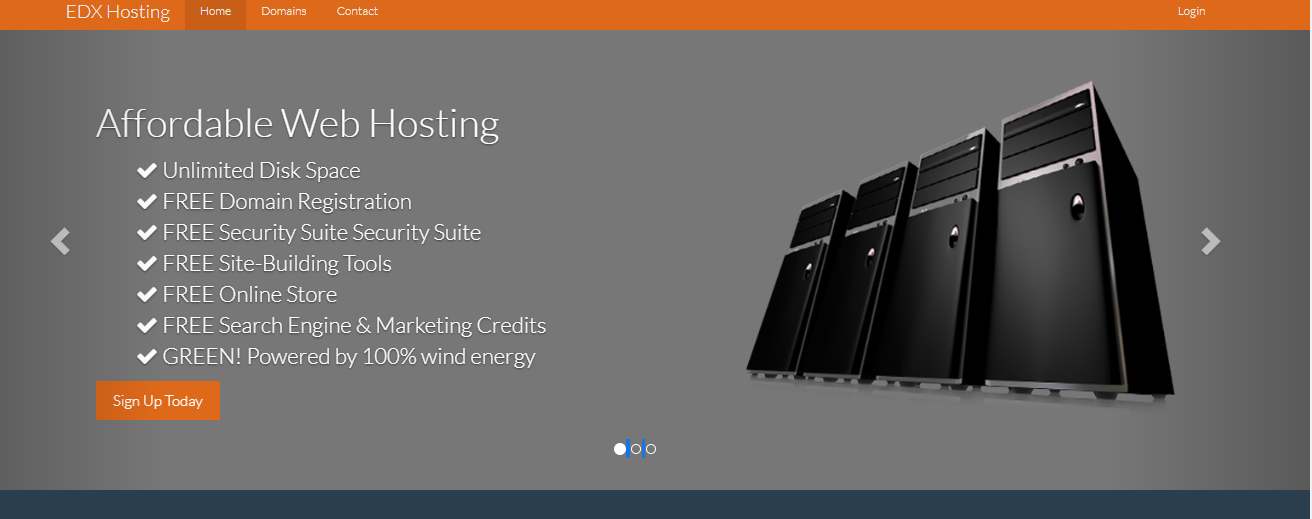 EDX Hosting
Home
Domains
Contact
Login
Affordable Web Hosting
Unlimited Disk Space
FREE Domain Registration
FREE Security Suite Security Suite
FREE Site-Building Tools
FREE Online Store
FREE Search Engine & Marketing Credits
GREEN! Powered by 100% wind energy
Sign Up Today